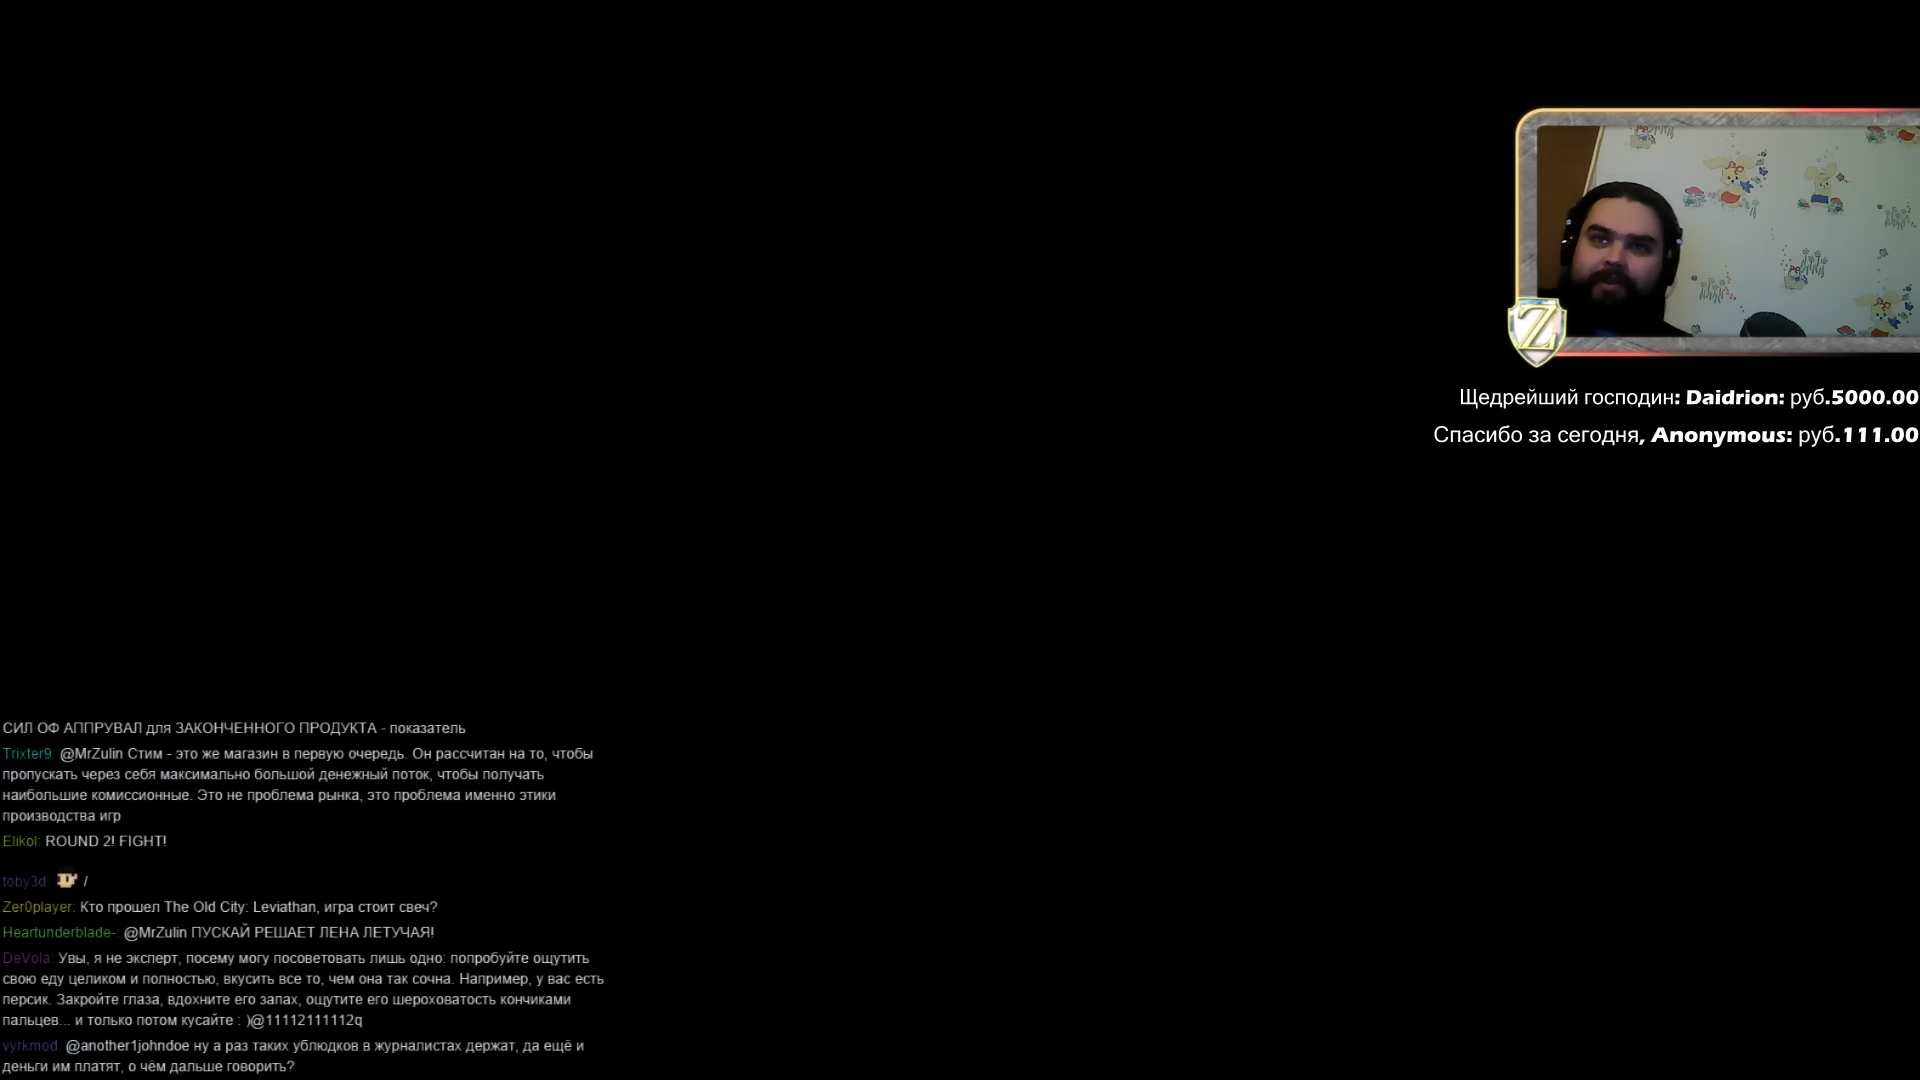 Z
Щедрейший господин: Daidrion: руб.5000.00
Спасибо за сегодня, Anonymous: руб.111.00
СИЛ ОФ АППРУВАЛ для ЗАКОНЧЕННОГО ПРОДУКТА - показатель
Trixter9: @MrZulin Стим - это же магазин в первую очередь. Он рассчитан на то, чтобы
пропускать через себя максимально большой денежный поток, чтобы получать
наибольшие комиссионные. Это не проблема рынка, это проблема именно этики
производства игр
Elikol: ROUND 2! FIGHT!
toby3d: /
Zer0player: Кто прошел The Old City: Leviathan, игра стоит свеч?
Heartunderblade-: @MrZulin ПУСКАЙ РЕШАЕТ ЛЕНА ЛЕТУЧАЯ!
DeVola: Увы, я не эксперт, посему могу посоветовать лишь одно: попробуйте ощутить
свою еду целиком и полностью, вкусить все то, чем она так сочна. Например, у вас есть
персик. Закройте глаза, вдохните его запах, ощутите его шероховатость кончиками
пальцев... и только потом кусайте : )@11112111112q
vyrkmod: @another1johndoe ну а раз таких ублюдков в журналистах держат, да ещё и
деньги им платят, о чём дальше говорить?